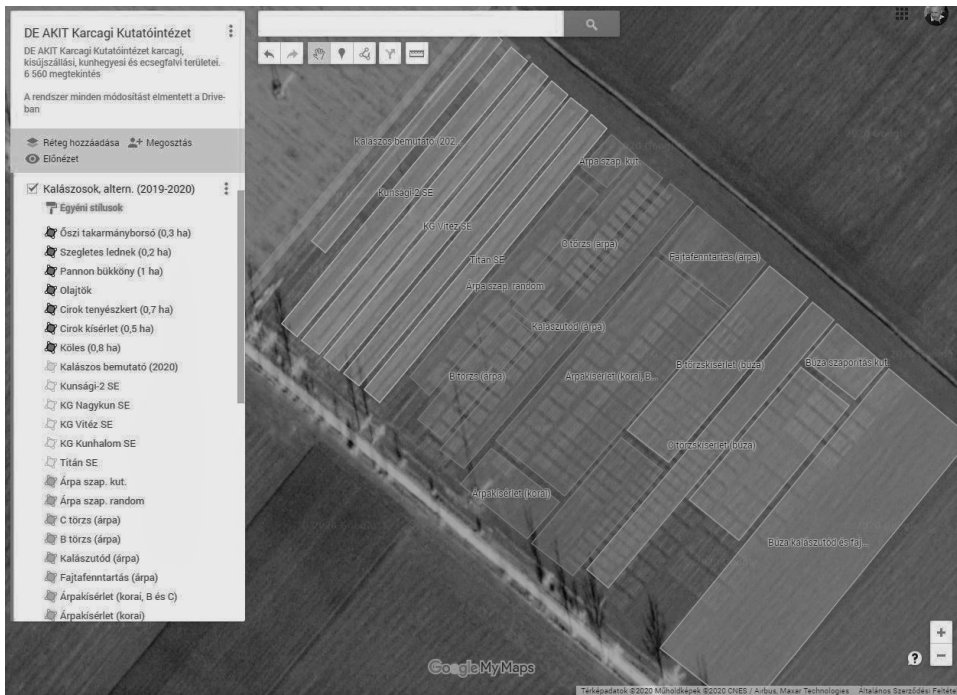 DE AKIT Karcagi Kutatóintézet
DE AKIT Karcagi Kutatóintézet karcagi,
kisújszállási, kunhegyesi és ecsegfalvi területei.
6 560 megtekintés
A rendszer minden módosítást elmentett a Drive-
ban
Réteg hozzáadása Megosztás
Előnézet
Kalászosok, altern. (2019-2020)
Egyéni stílusok
Őszi takarmányborsó (0,3 ha)
Szegletes lednek (0,2 ha)
Pannon bükköny (1 ha)
Olajtök
Cirok tenyészkert (0,7 ha)
Cirok kísérlet (0,5 ha)
Köles (0,8 ha)
Kalászos bemutató (2020)
Kunsági-2 SE
KG Nagykun SE
KG Vitéz SE
KG Kunhalom SE
Titán SE
Árpa szap. kut.
Árpa szap. random
C törzs (árpa)
B törzs (árpa)
Kalászutód (árpa)
Fajtafenntartás (árpa)
Árpakísérlet (korai, B és C)
Árpakísérlet (korai)
Kalászos bemutató (202...
Árpa szap. kut.
Kunsági-2 SE
KG Vitéz SE
C törzs (árpa)
Titán SE
Fajtafenntartás (árpa)
Árpa szap. random
Kalászutód (árpa)
B törzs (árpa)
Árpakísérlet (korai, B...
B törzskísérlet (búza)
Búza szaporítás kut.
C törzskísérlet (búza)
Árpakísérlet (korai)
Búza kalászutód és faj...
Google My Maps
Térképadatok ©2020 Műholdképek ©2020 CNES / Airbus, Maxar Technologies Általános Szerződési Feltéte